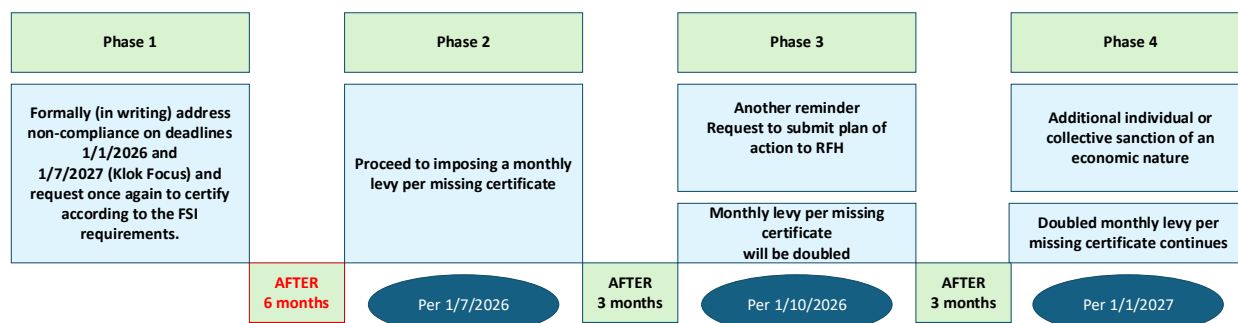 Phase 1
Phase 2
Phase 3
Phase 4
Formally (in writing) address
non-compliance on deadlines
1/1/2026 and
1/7/2027 (Klok Focus) and
request once again to certify
according to the FSI
requirements.
Proceed to imposing a monthly
levy per missing certificate
Another reminder
Request to submit plan of
action to RFH
Monthly levy per missing
certificate
will be doubled
Additional individual or
collective sanction of an
economic nature
Doubled monthly levy per
missing certificate continues
AFTER
6 months
Per 1/7/2026
AFTER
3 months
Per 1/10/2026
AFTER
3 months
Per 1/1/2027